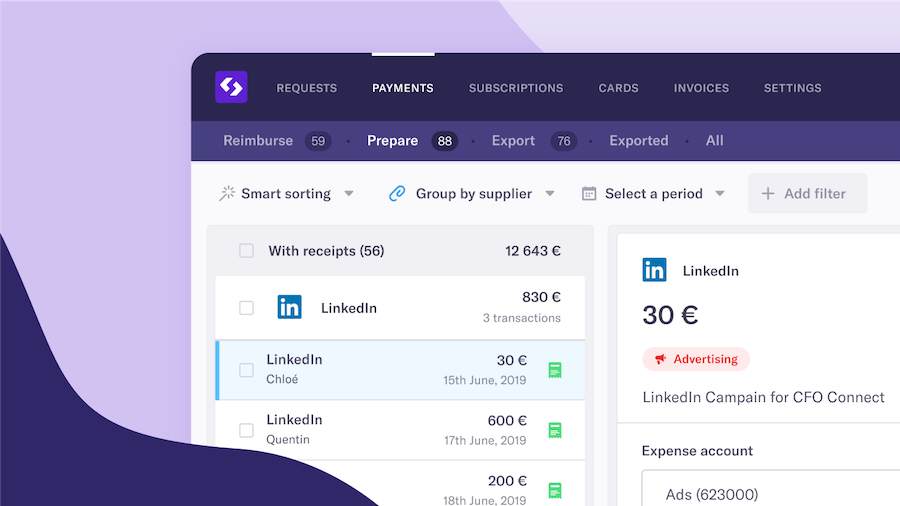 REQUESTS PAYMENTS SUBSCRIPTIONS CARDS INVOICES SETTINGS
Reimburse 59 · Prepare 88 · Export 76 · Exported · All
Smart sorting Group by supplier Select a period + Add filter
With receipts (56) 12 643 €
in LinkedIn 830 €
3 transactions
LinkedIn 30 €
Chloé 15th June, 2019
LinkedIn 600 €
Quentin 17th June, 2019
200 €
18th June, 2019
in LinkedIn
30 €
Advertising
LinkedIn Campain for CFO Connect
Expense account
Ads (623000)